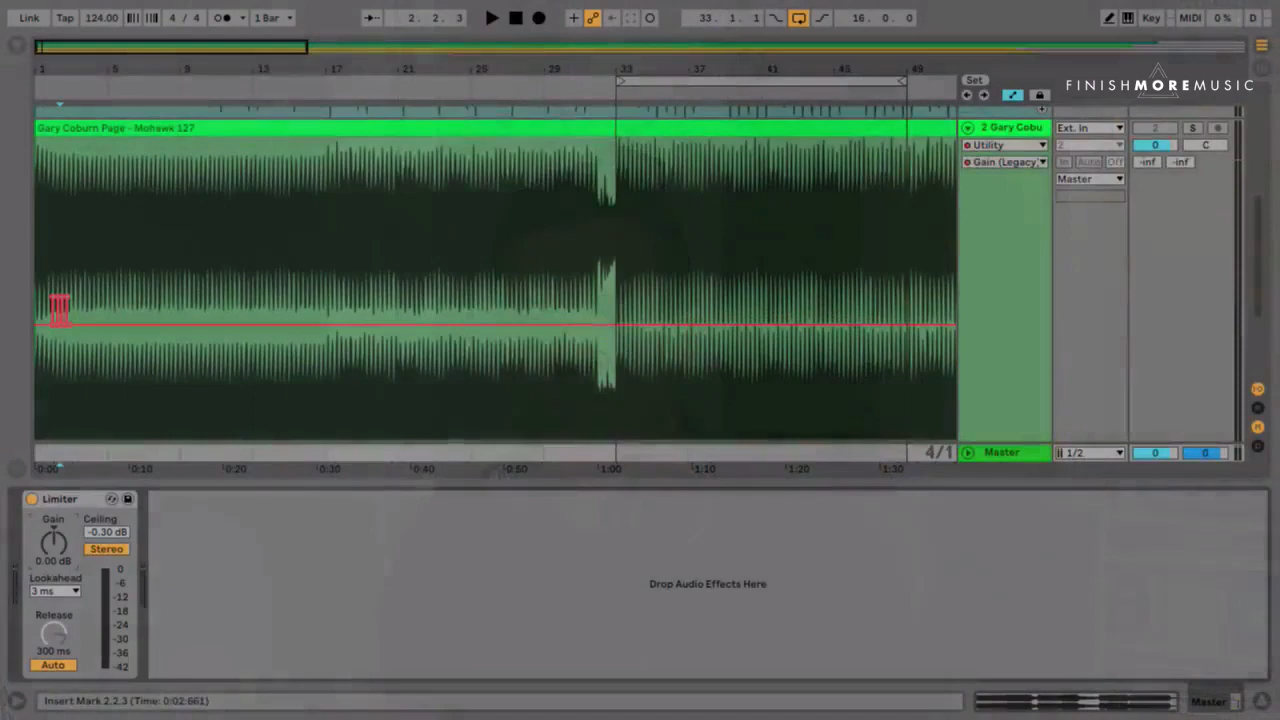 Link Tap 124.00 4 / 4 1 Bar 2. 2. 3 33. 1. 1 16. 0. 0 Key MIDI 0 % D
1 5 9 13 17 21 25 29 33 37 41 45 49
Set
FINISHMOREMUSIC
Gary Coburn Page - Mohawk 127
2 Gary Cobu Ext. In 2 S
Utility 2 0 C
Gain (Legacy) In Auto Off -inf -inf
Master
4/1 Master 1/2 0 0
0:00 0:10 0:20 0:30 0:40 0:50 1:00 1:10 1:20 1:30
Limiter
Gain Ceiling
-0.30 dB
Stereo
0.00 dB
Lookahead
3 ms
Release
300 ms
Auto
0
-6
-12
-18
-24
-30
-36
-42
Drop Audio Effects Here
Insert Mark 2.2.3 (Time: 0:02:661)
Master